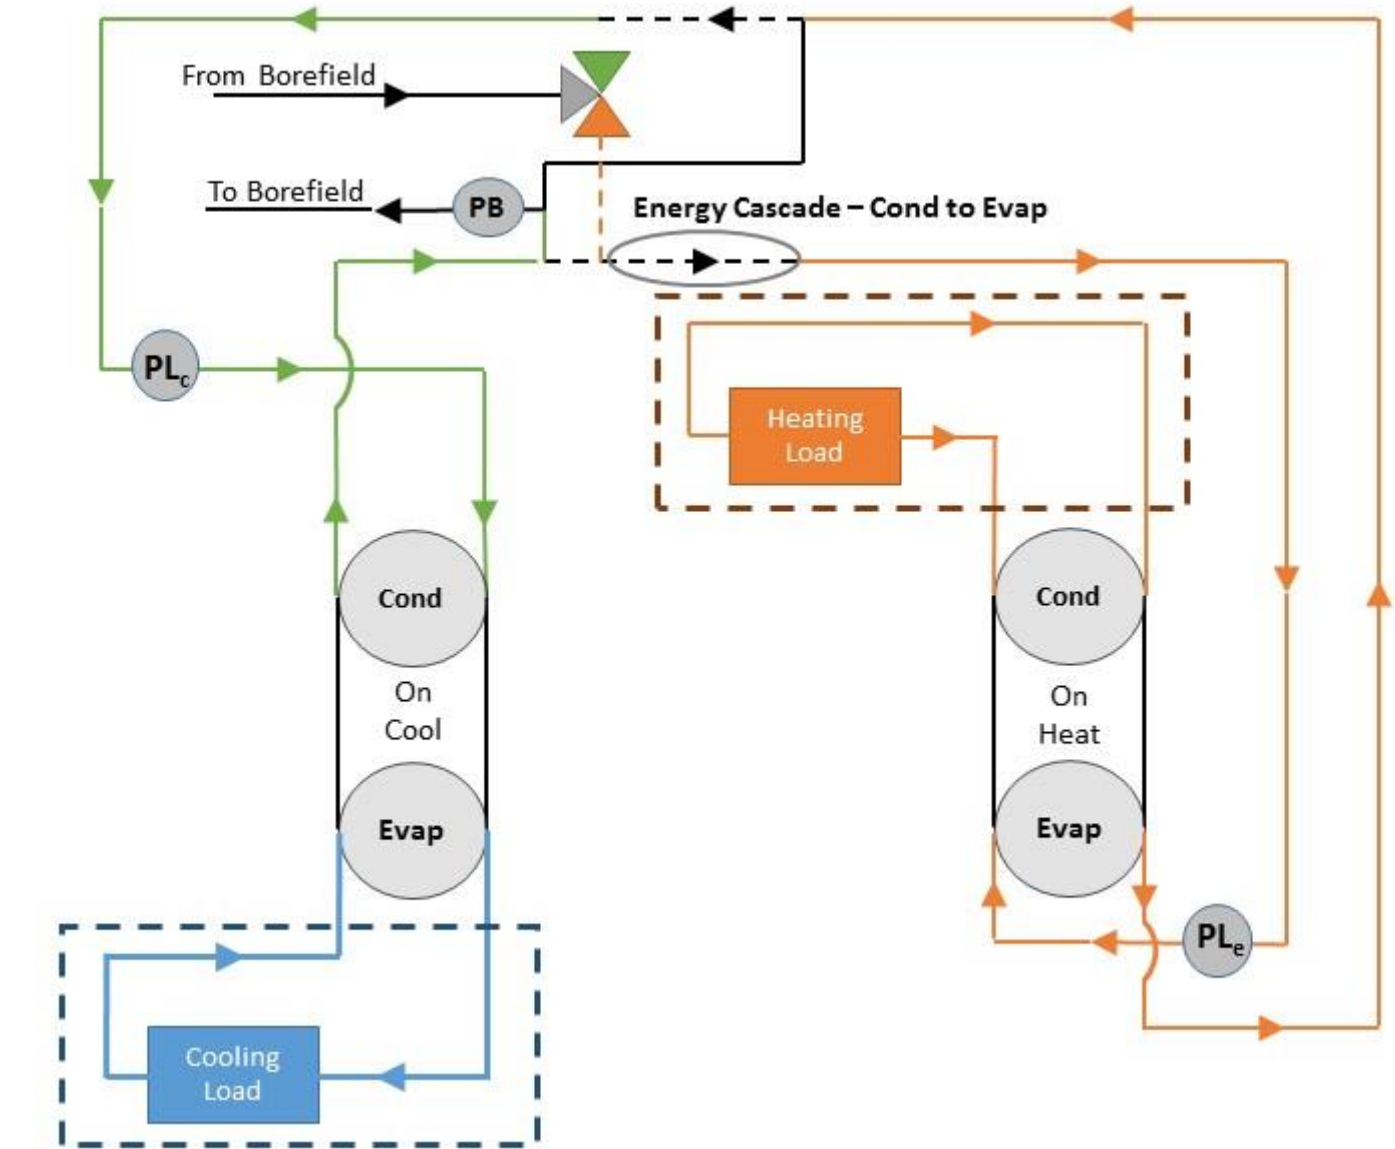 From Borefield
To Borefield
PB
Energy Cascade – Cond to Evap
PLc
Heating
Load
Cond
Cond
On
Cool
On
Heat
Evap
Evap
PLe
Cooling
Load